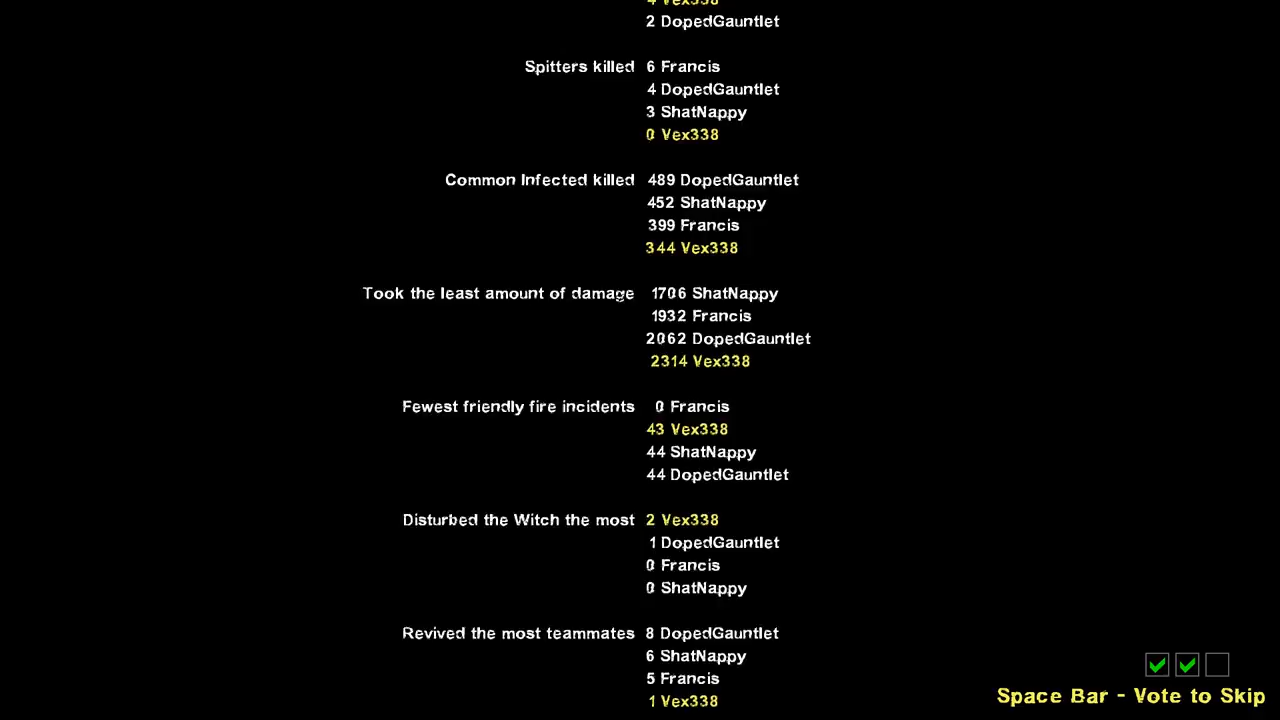 4 Vex338
2 DopedGauntlet
Spitters killed 6 Francis
4 DopedGauntlet
3 ShatNappy
0 Vex338
Common Infected killed 489 DopedGauntlet
452 ShatNappy
399 Francis
344 Vex338
Took the least amount of damage 1706 ShatNappy
1932 Francis
2062 DopedGauntlet
2314 Vex338
Fewest friendly fire incidents 0 Francis
43 Vex338
44 ShatNappy
44 DopedGauntlet
Disturbed the Witch the most 2 Vex338
1 DopedGauntlet
0 Francis
0 ShatNappy
Revived the most teammates 8 DopedGauntlet
6 ShatNappy
5 Francis
1 Vex338
Space Bar - Vote to Skip